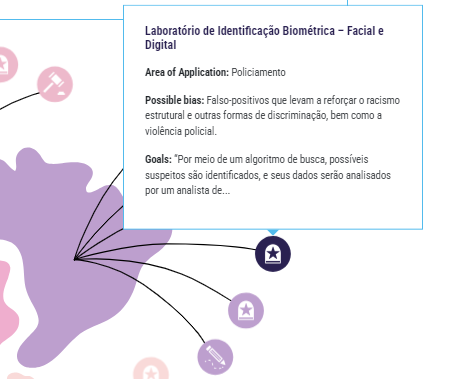 Laboratório de Identificação Biométrica – Facial e
Digital
Area of Application: Policiamento
Possible bias: Falso-positivos que levam a reforçar o racismo
estrutural e outras formas de discriminação, bem como a
violência policial.
Goals: “Por meio de um algoritmo de busca, possíveis
suspeitos são identificados, e seus dados serão analisados
por um analista de...